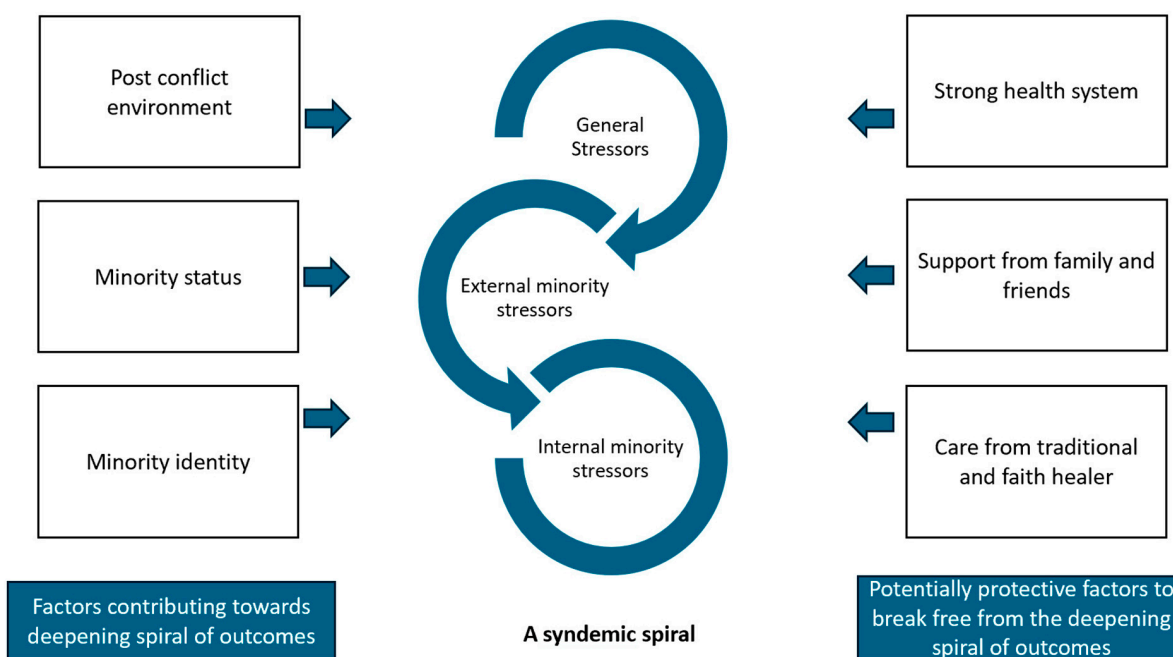 Post conflict
environment
Minority status
Minority identity
Factors contributing towards
deepening spiral of outcomes
General
Stressors
External minority
stressors
Internal minority
stressors
A syndemic spiral
Strong health system
Support from family and
friends
Care from traditional
and faith healer
Potentially protective factors to
break free from the deepening
spiral of outcomes